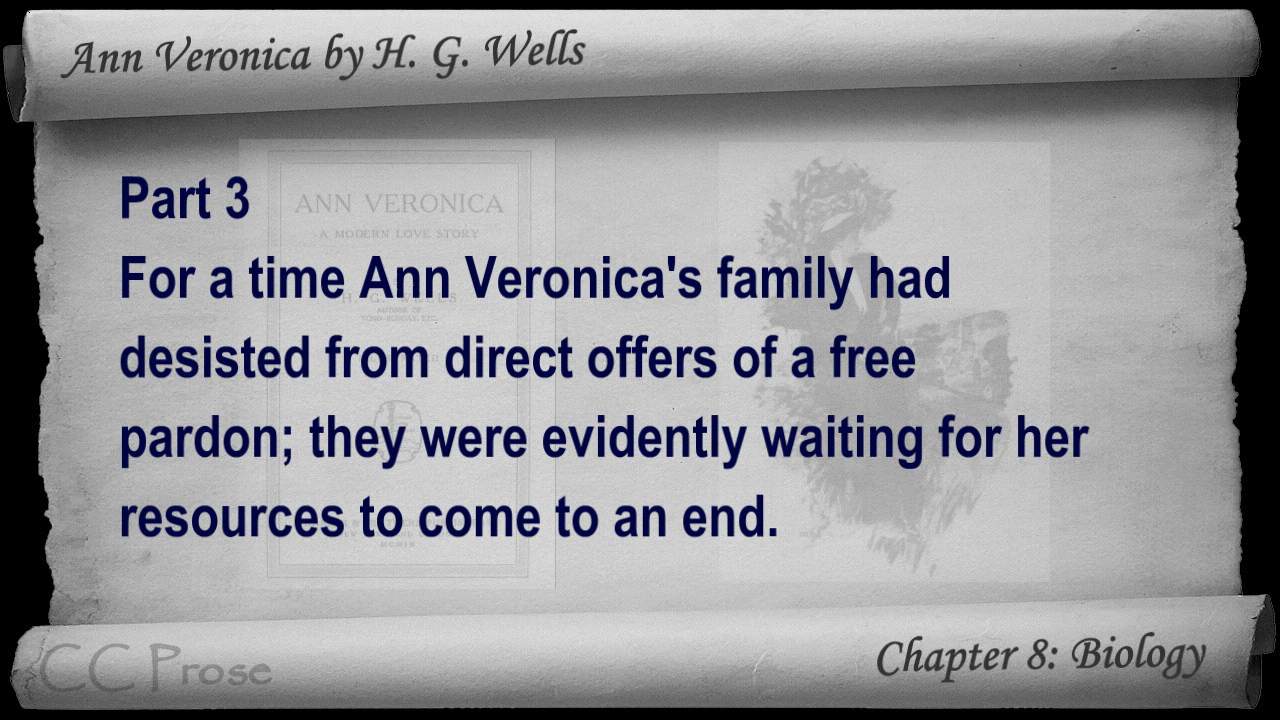 Ann Veronica by H. G. Wells
Part 3
ANN VERONICA
A MODERN LOVE STORY
For a time Ann Veronica's family had
H. G. WELLS
desisted from direct offers of a free
pardon; they were evidently waiting for her
resources to come to an end.
CC Prose
Chapter 8: Biology